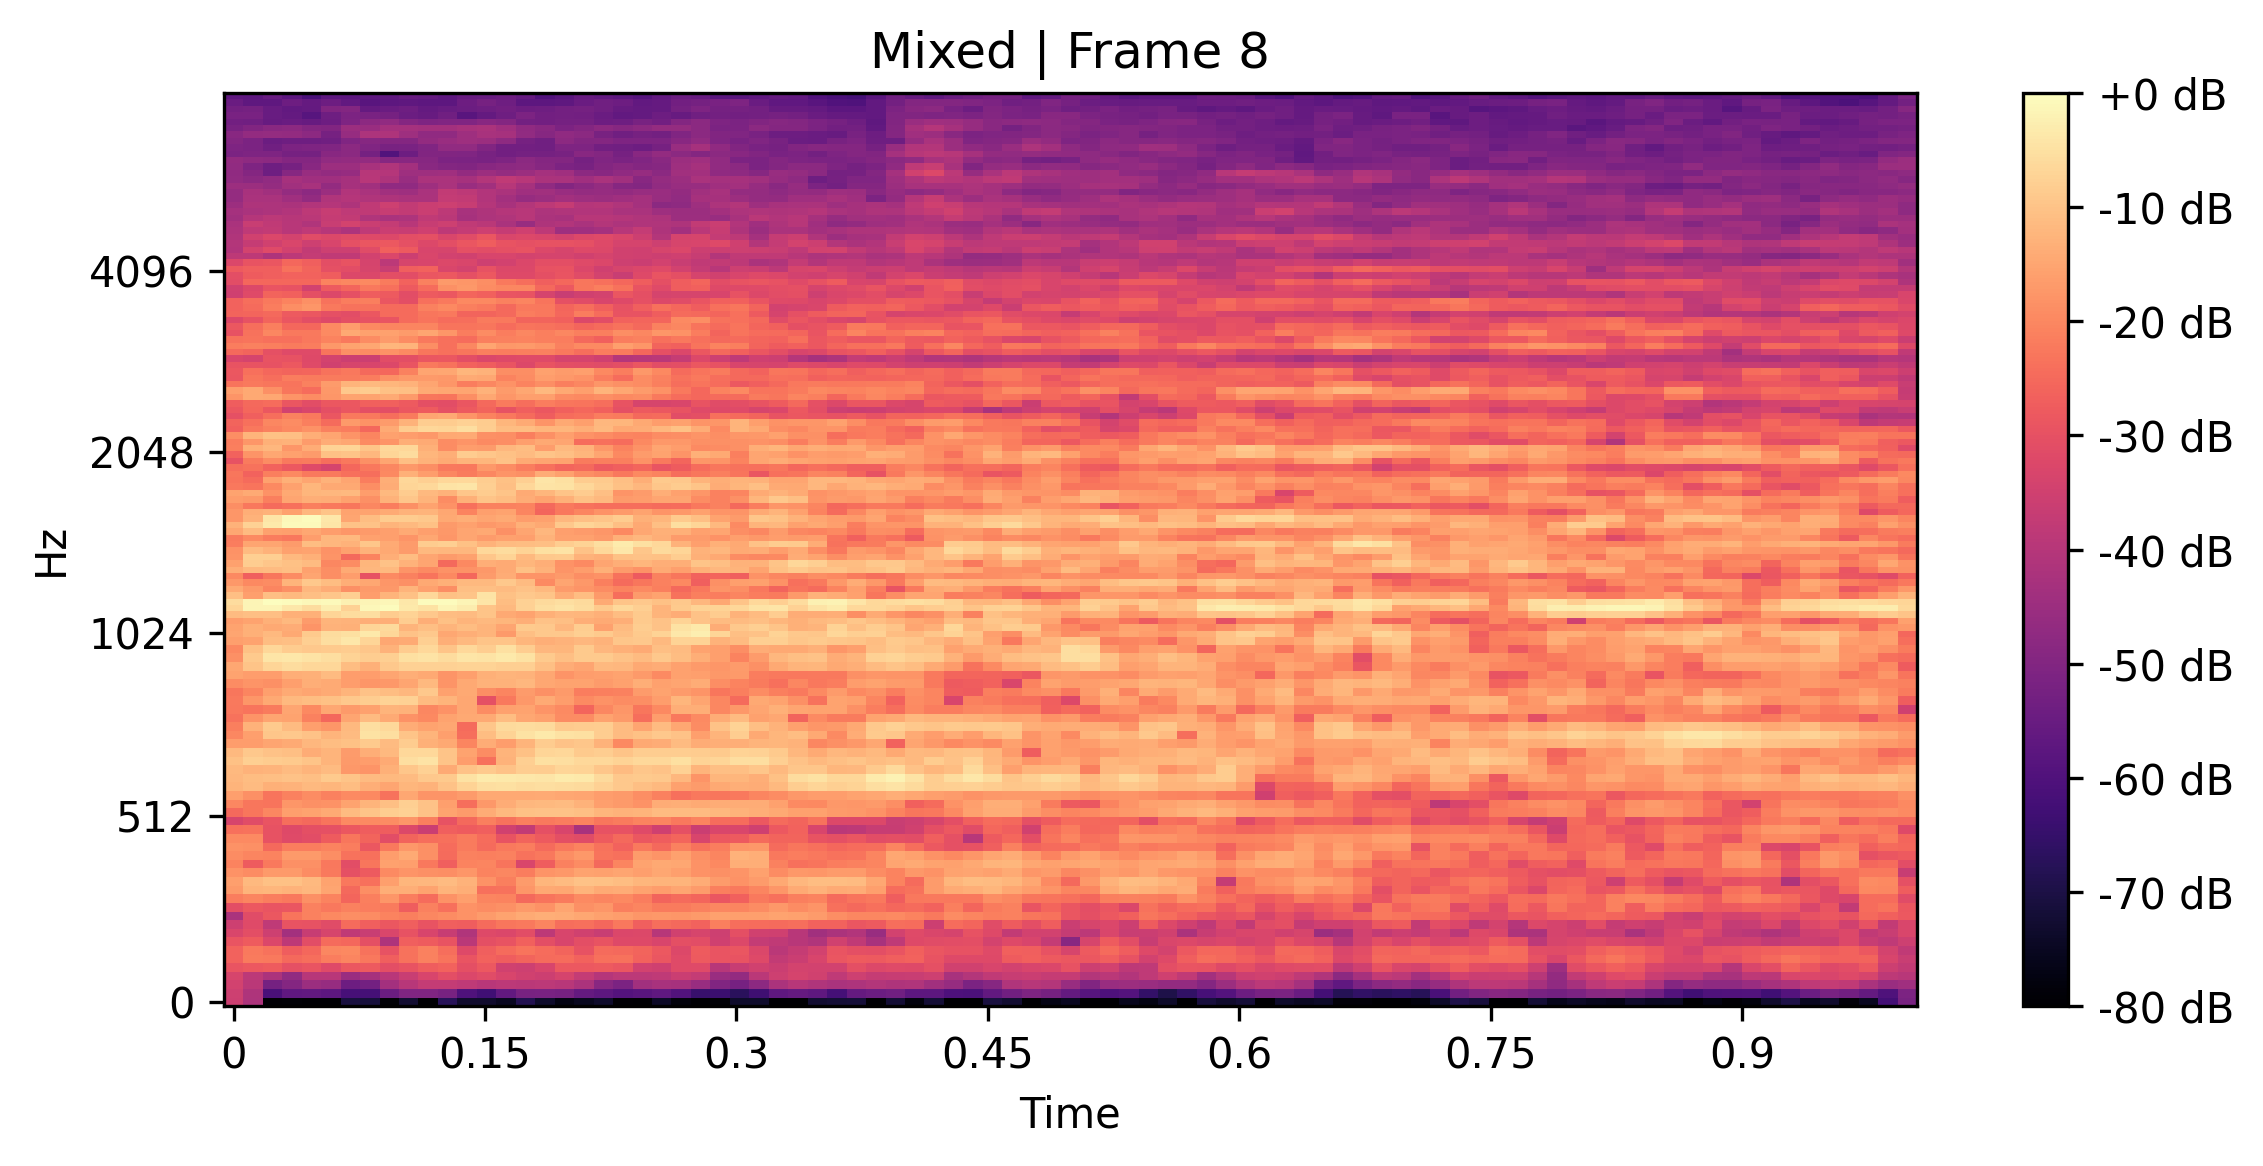 Mixed | Frame 8
Hz
4096
2048
1024
512
0
0 0.15 0.3 0.45 0.6 0.75 0.9
Time
+0 dB
-10 dB
-20 dB
-30 dB
-40 dB
-50 dB
-60 dB
-70 dB
-80 dB